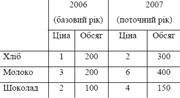 2006 2007
(базовий рік) (поточний рік)
Ціна Обсяг Ціна Обсяг
Хліб 1 200 2 300
Молоко 3 200 6 400
Шоколад 2 100 4 150